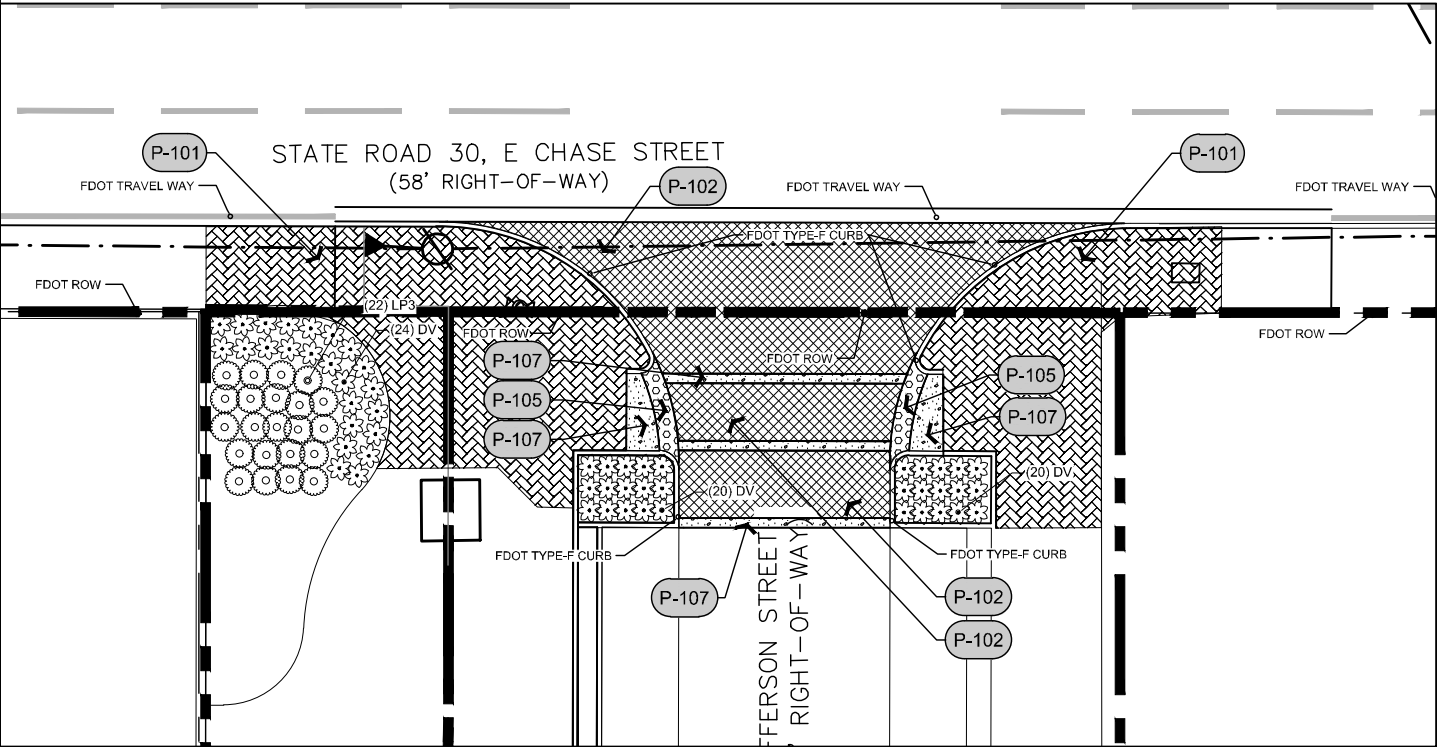 P-101
STATE ROAD 30, E CHASE STREET
(58' RIGHT-OF-WAY)
P-101
FDOT TRAVEL WAY
P-102
FDOT TRAVEL WAY
FDOT TRAVEL WAY
FDOT TYPE-F CURB
FDOT ROW
(22) LP3
(24) DV
FDOT ROW
FDOT ROW
FDOT ROW
P-107
P-105
P-107
P-105
P-107
(20) DV
(20) DV
FDOT TYPE-F CURB
FDOT TYPE-F CURB
P-107
P-102
P-102
FFERSON STREET
RIGHT-OF-WAY)